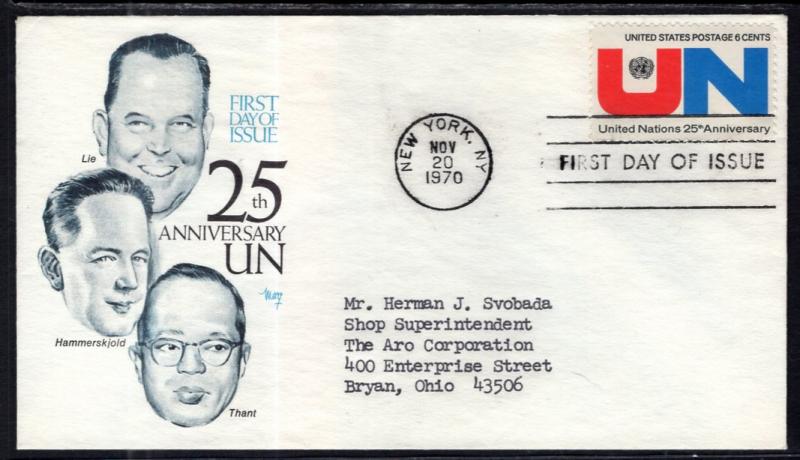 Lie
FIRST
DAY OF
ISSUE
25th
ANNIVERSARY
UN
Marg
Hammerskjold
Thant
NEW YORK, NY
NOV
20
1970
UNITED STATES POSTAGE 6 CENTS
UN
United Nations 25th Anniversary
FIRST DAY OF ISSUE
Mr. Herman J. Svobada
Shop Superintendent
The Aro Corporation
400 Enterprise Street
Bryan, Ohio 43506